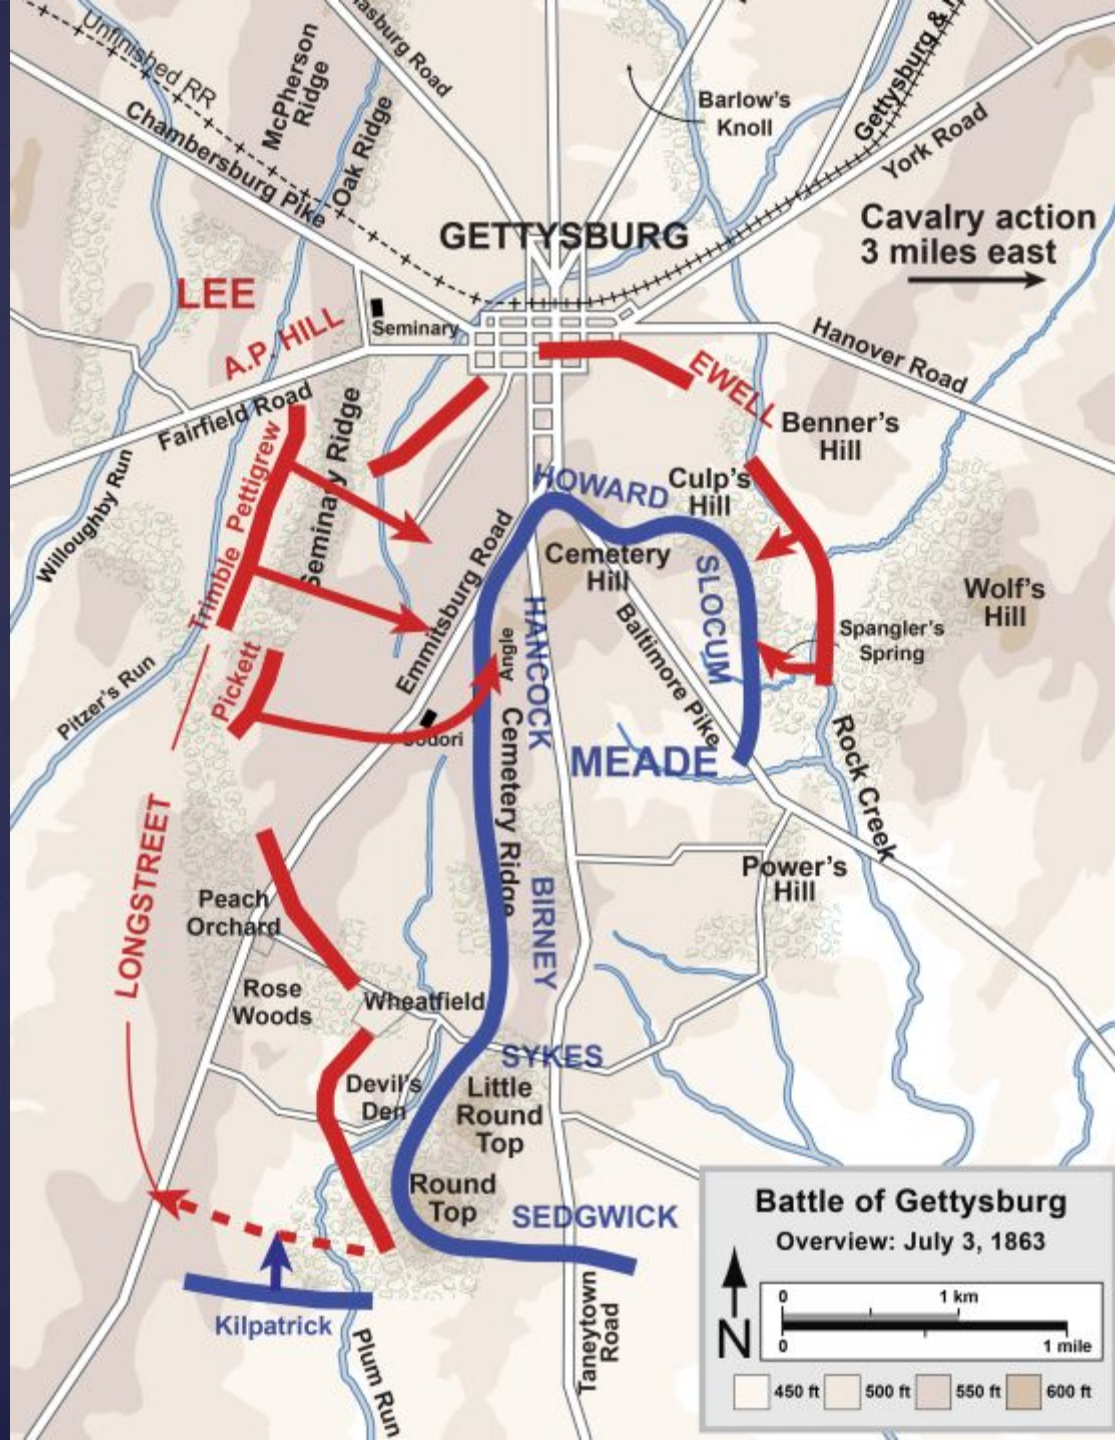 Unfinished RR
asburg Road
McPherson
Ridge
Chambersburg Pike
Oak Ridge
Barlow's
Knoll
Gettysburg &
York Road
GETTYSBURG
Cavalry action
3 miles east
LEE
A.P. HILL
Seminary
Hanover Road
EWELL
Fairfield Road
Benner's
Hill
Willoughby Run
Trimble Pettigrew
Seminary Ridge
HOWARD
Culp's
Hill
Cemetery
Hill
SLOCUM
Wolf's
Hill
Emmitsburg Road
HANCOCK
Angle
Baltimore Pike
Spangler's
Spring
Pitzer's Run
Pickett
Codori
Cemetery Ridge
MEADE
Rock Creek
LONGSTREET
Power's
Hill
Peach
Orchard
BIRNEY
Rose
Woods
Wheatfield
SYKES
Devil's
Den
Little
Round
Top
Round
Top
SEDGWICK
Kilpatrick
Plum Run
Taneytown
Road
Battle of Gettysburg
Overview: July 3, 1863
N
0 1 km
0 1 mile
450 ft 500 ft 550 ft 600 ft